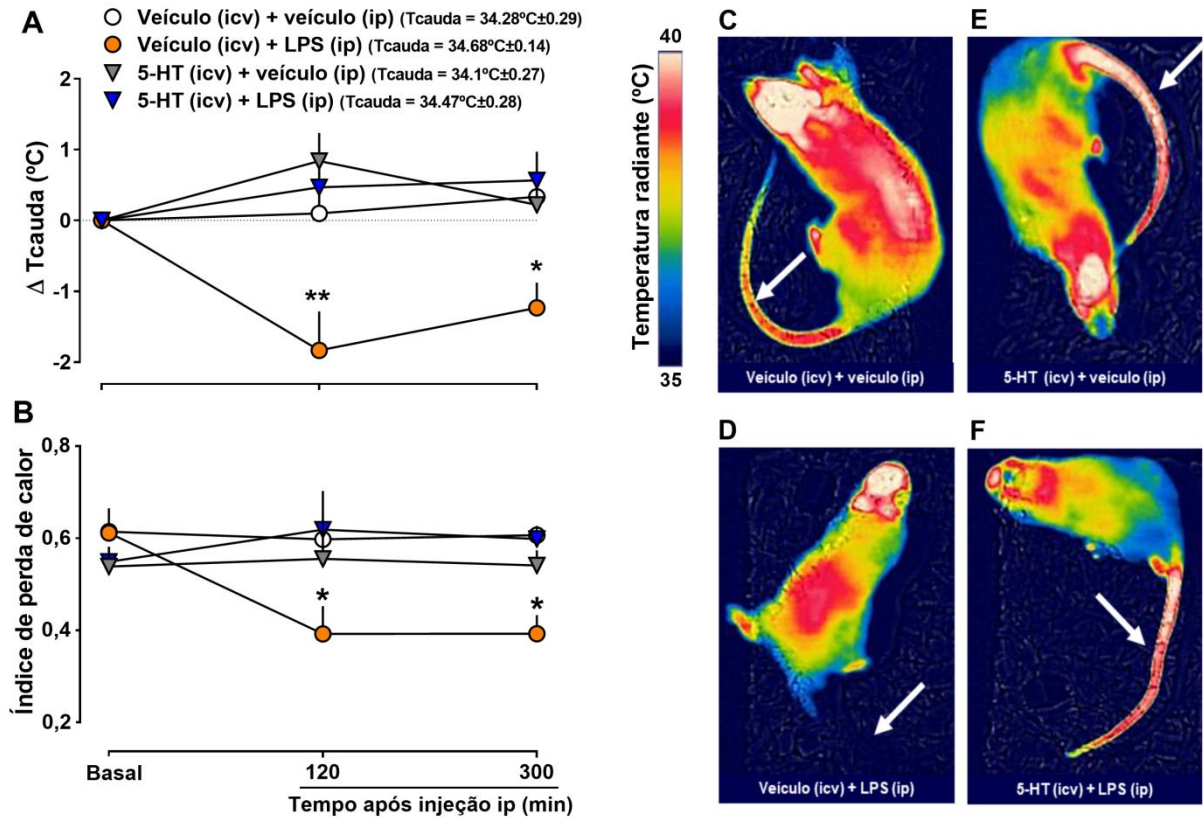 A
Veículo (icv) + veículo (ip) (Tcauda = 34.28ºC±0.29)
Veículo (icv) + LPS (ip) (Tcauda = 34.68ºC±0.14)
5-HT (icv) + veículo (ip) (Tcauda = 34.1ºC±0.27)
5-HT (icv) + LPS (ip) (Tcauda = 34.47ºC±0.28)
Δ Tcauda (ºC)
2
1
0
-1
-2
**
*
B
Índice de perda de calor
0,8
0,6
0,4
0,2
*
*
Basal
120
300
Tempo após injeção ip (min)
40
Temperatura radiante (ºC)
35
C
Veículo (icv) + veículo (ip)
E
5-HT (icv) + veículo (ip)
D
Veículo (icv) + LPS (ip)
F
5-HT (icv) + LPS (ip)